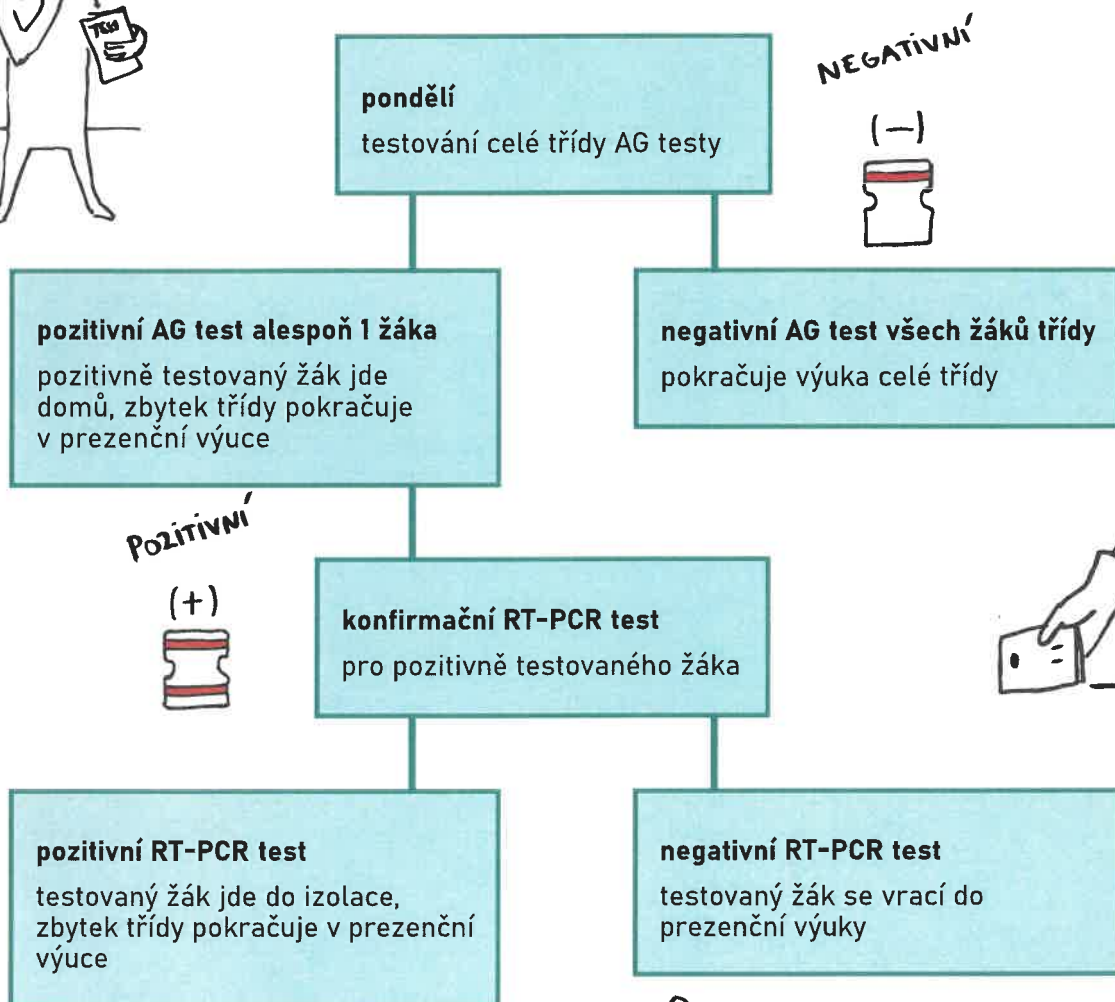 TEST
NEGATIVNÍ
(–)
pondělí
testování celé třídy AG testy
pozitivní AG test alespoň 1 žáka
pozitivně testovaný žák jde
domů, zbytek třídy pokračuje
v prezenční výuce
negativní AG test všech žáků třídy
pokračuje výuka celé třídy
POZITIVNÍ
(+)
konfirmační RT-PCR test
pro pozitivně testovaného žáka
pozitivní RT-PCR test
testovaný žák jde do izolace,
zbytek třídy pokračuje v prezenční
výuce
negativní RT-PCR test
testovaný žák se vrací do
prezenční výuky